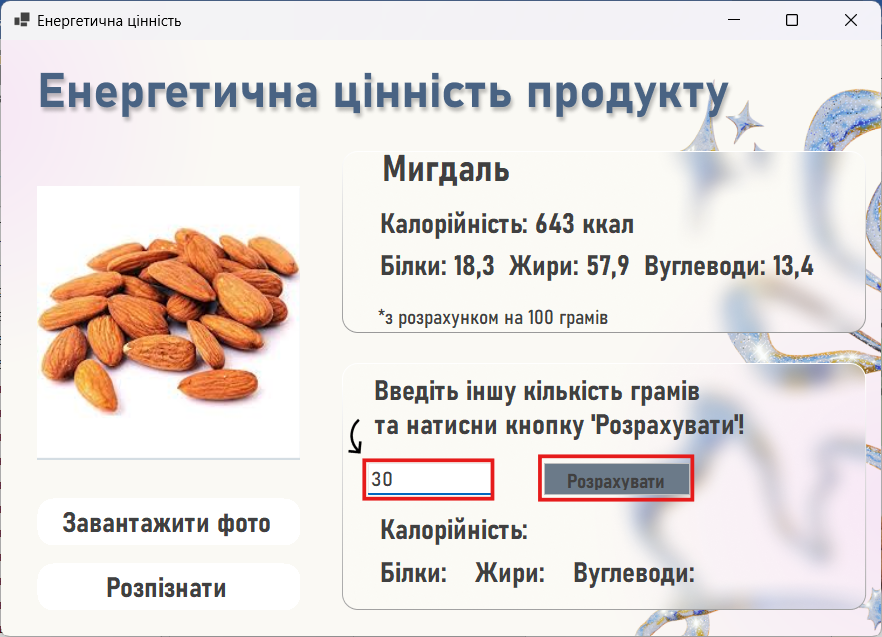 Енергетична цінність
Енергетична цінність продукту
Мигдаль
Калорійність: 643 ккал
Білки: 18,3 Жири: 57,9 Вуглеводи: 13,4
*з розрахунком на 100 грамів
Введіть іншу кількість грамів
та натисни кнопку 'Розрахувати'!
30
Розрахувати
Калорійність:
Білки: Жири: Вуглеводи:
Завантажити фото
Розпізнати